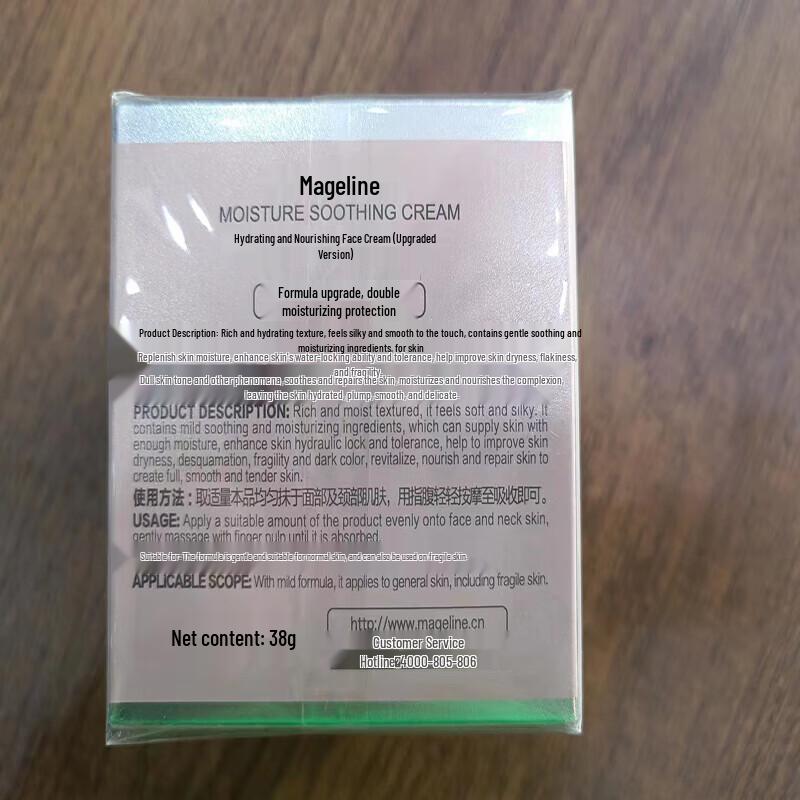 Mageline
MOISTURE SOOTHING CREAM
Hydrating and Nourishing Face Cream (Upgraded
Version)
Formula upgrade, double
moisturizing protection
Product Description: Rich and hydrating texture, feels silky and smooth to the touch, contains gentle soothing and
moisturizing ingredients, for skin
Replenish skin moisture, enhance skin's water-locking ability and tolerance, help improve skin dryness, flakiness,
and fragility.
Dull skin tone and other phenomena, soothes and repairs the skin, moisturizes and nourishes the complexion,
leaving the skin hydrated, plump, smooth, and delicate.
PRODUCT DESCRIPTION: Rich and moist textured, it feels soft and silky. It
contains mild soothing and moisturizing ingredients, which can supply skin with
enough moisture, enhance skin hydraulic lock and tolerance, help to improve skin
dryness, desquamation, fragility and dark color, revitalize, nourish and repair skin to
create full, smooth and tender skin.
使用方法：取适量本品均匀抹于面部及颈部肌肤，用指腹轻轻按摩至吸收即可。
USAGE: Apply a suitable amount of the product evenly onto face and neck skin,
gently massage with finger pulp until it is absorbed.
Suitable for- The formula is gentle and suitable for normal skin, and can also be used on fragile skin.
APPLICABLE SCOPE: With mild formula, it applies to general skin, including fragile skin.
http://www.mageline.cn
Net content: 38g
Customer Service
Hotline 4000-805-806